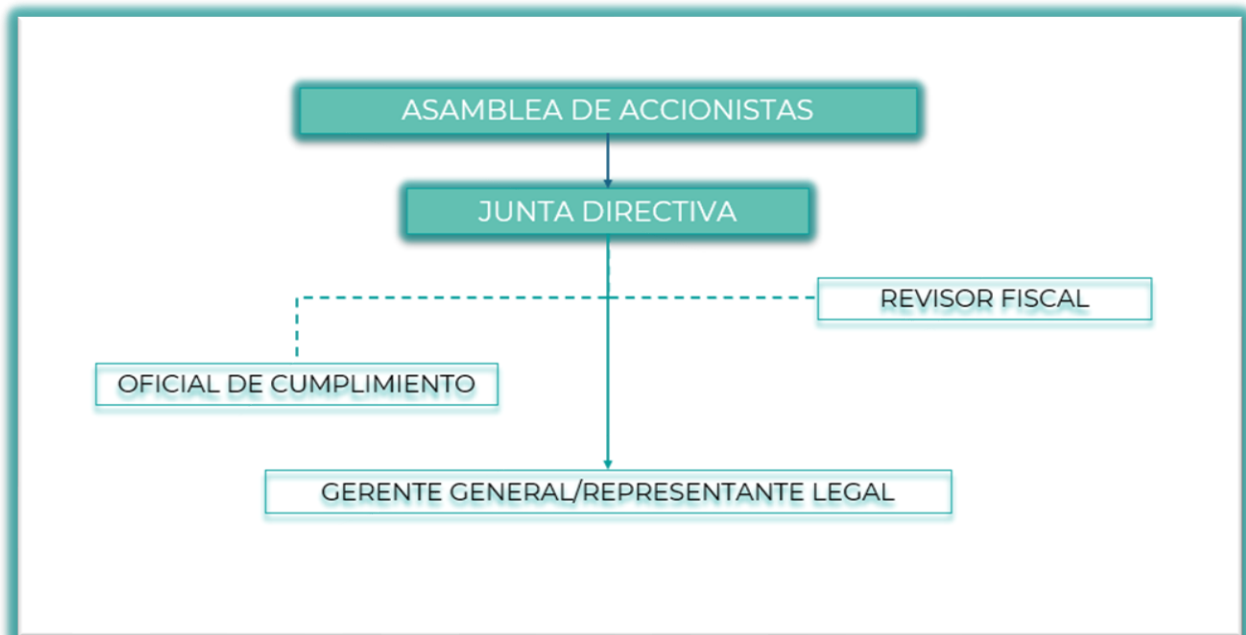 ASAMBLEA DE ACCIONISTAS
JUNTA DIRECTIVA
REVISOR FISCAL
OFICIAL DE CUMPLIMIENTO
GERENTE GENERAL/REPRESENTANTE LEGAL